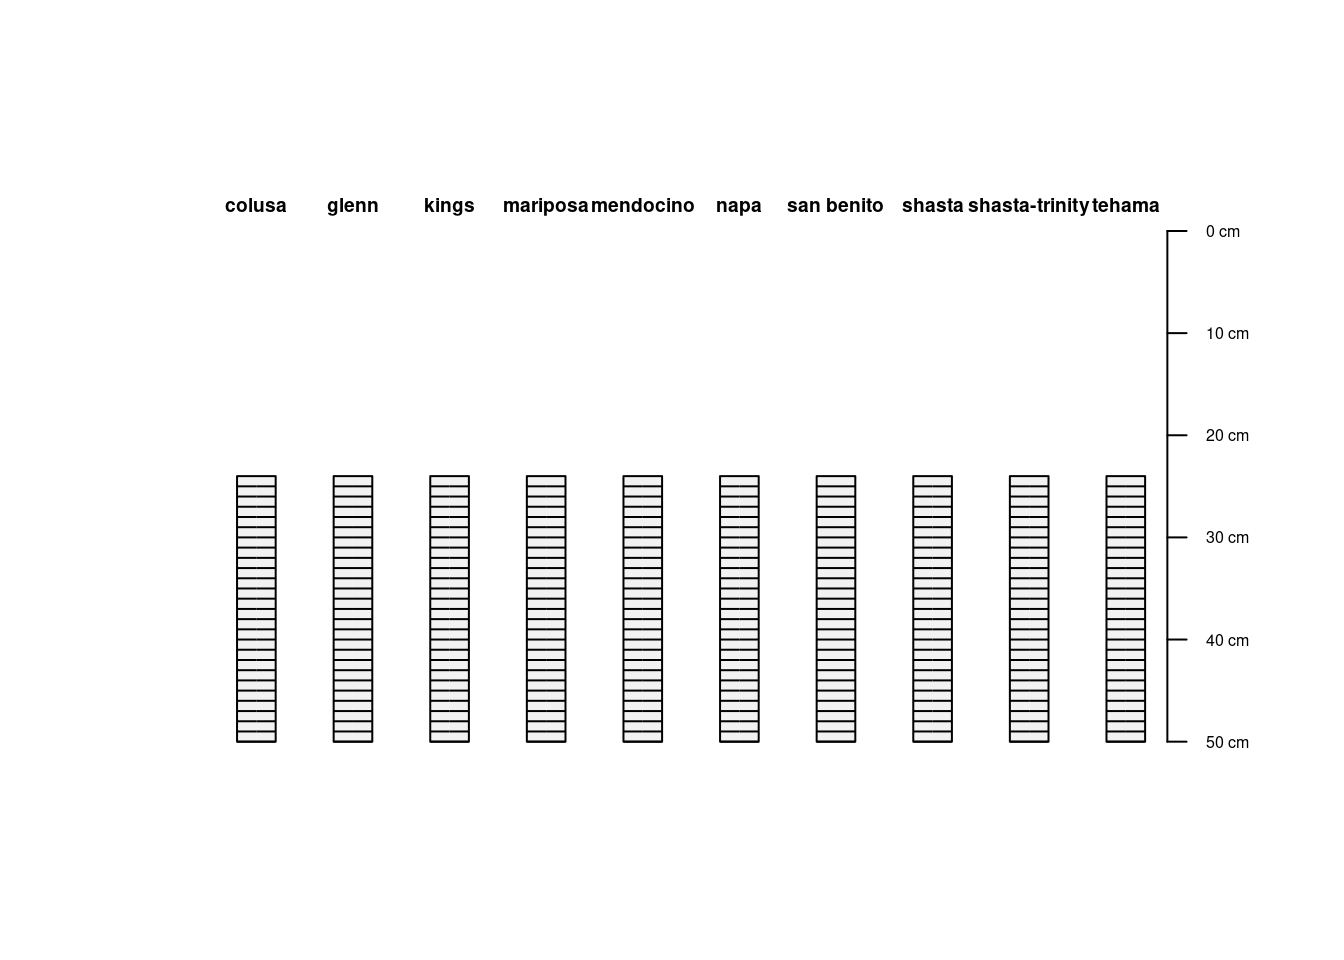 colusa glenn kings mariposa mendocino napa san benito shasta shasta-trinity tehama
0 cm
10 cm
20 cm
30 cm
40 cm
50 cm